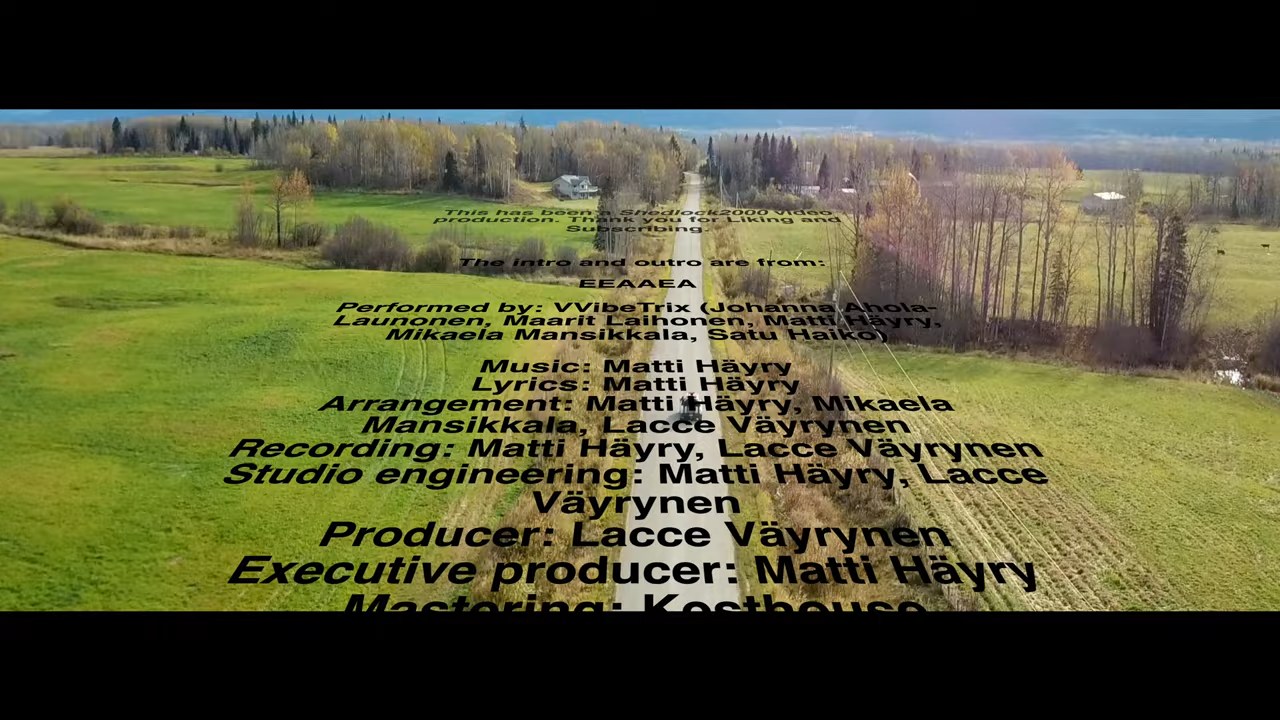 This has been a Shedlock2000 video
production. Thank you for Liking and
Subscribing.
The intro and outro are from:
EEAAEA
Performed by: VVibeTrix (Johanna Ahola-
Launonen, Maarit Laihonen, Matti Häyry,
Mikaela Mansikkala, Satu Haiko)
Music: Matti Häyry
Lyrics: Matti Häyry
Arrangement: Matti Häyry, Mikaela
Mansikkala, Lacce Väyrynen
Recording: Matti Häyry, Lacce Väyrynen
Studio engineering: Matti Häyry, Lacce
Väyrynen
Producer: Lacce Väyrynen
Executive producer: Matti Häyry
Mastering: Kosthouse